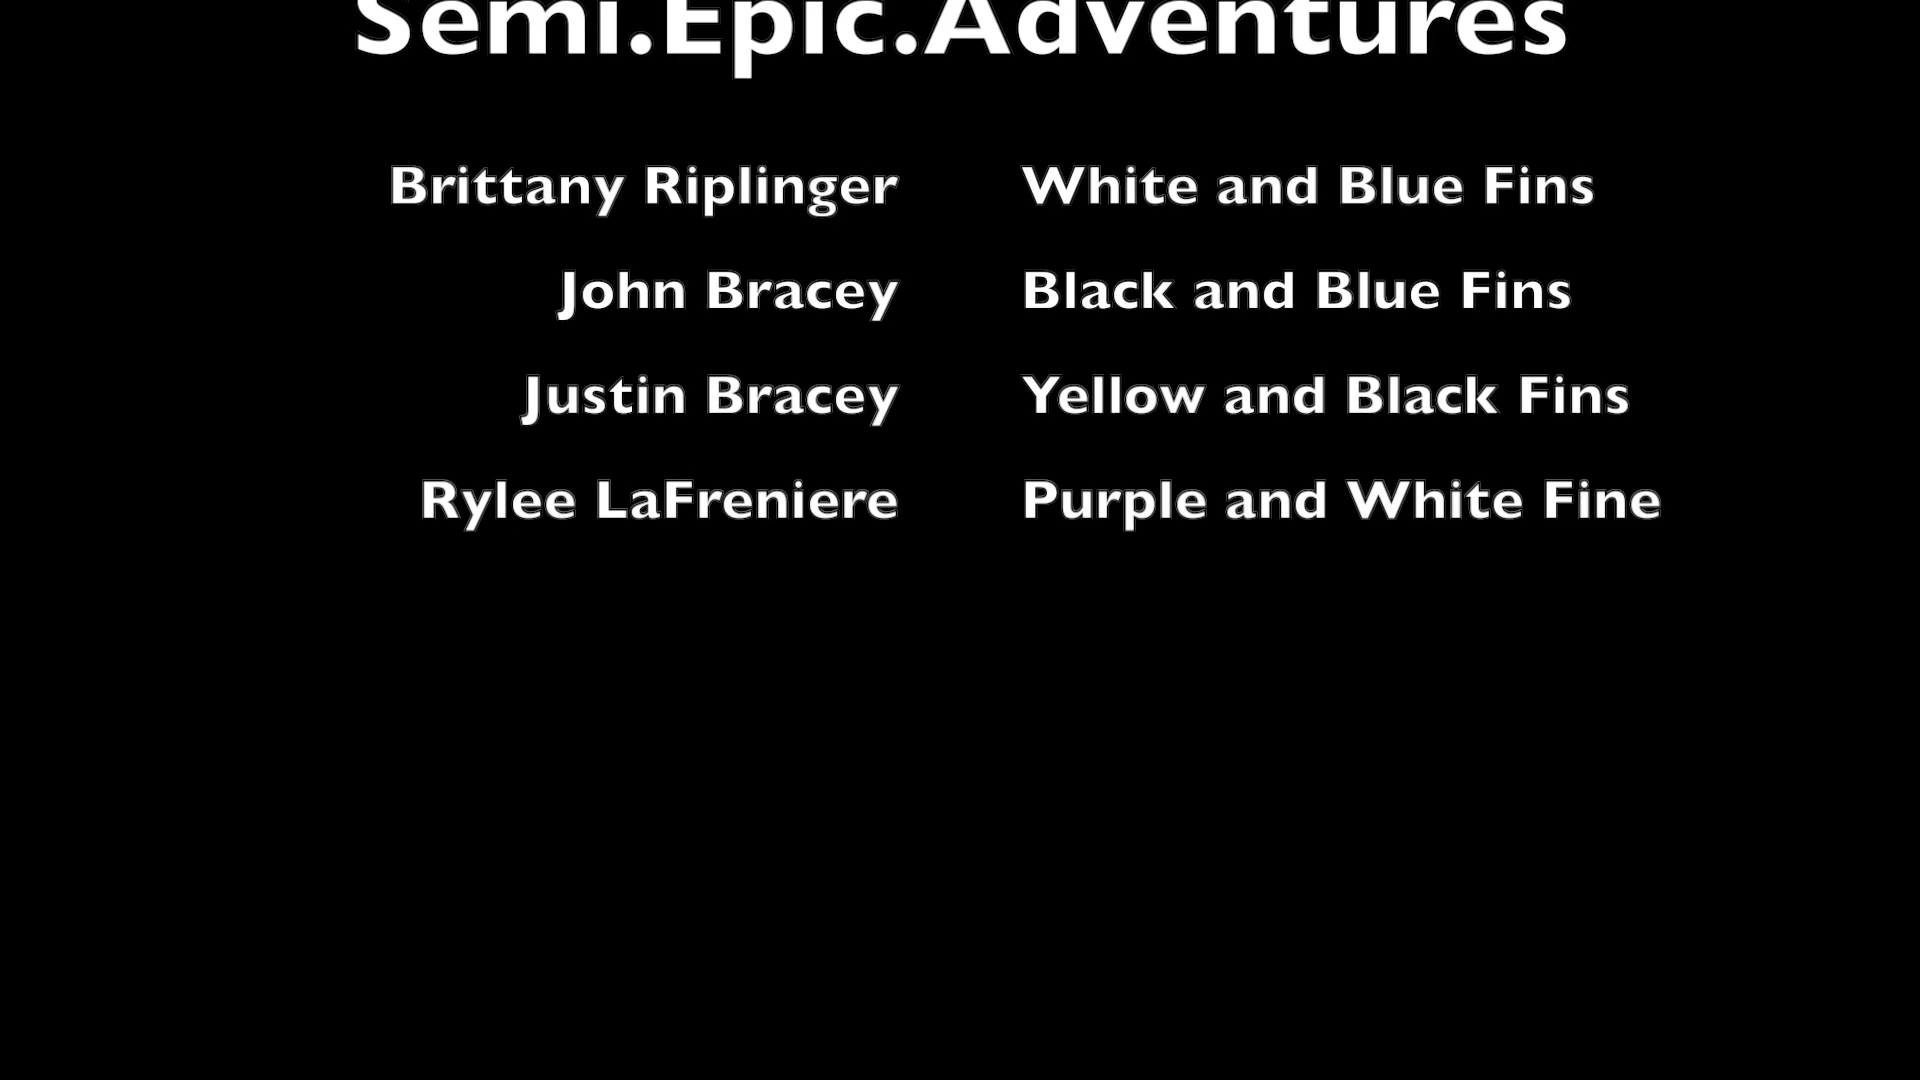 Semi.Epic.Adventures
Brittany Riplinger White and Blue Fins
John Bracey Black and Blue Fins
Justin Bracey Yellow and Black Fins
Rylee LaFreniere Purple and White Fine